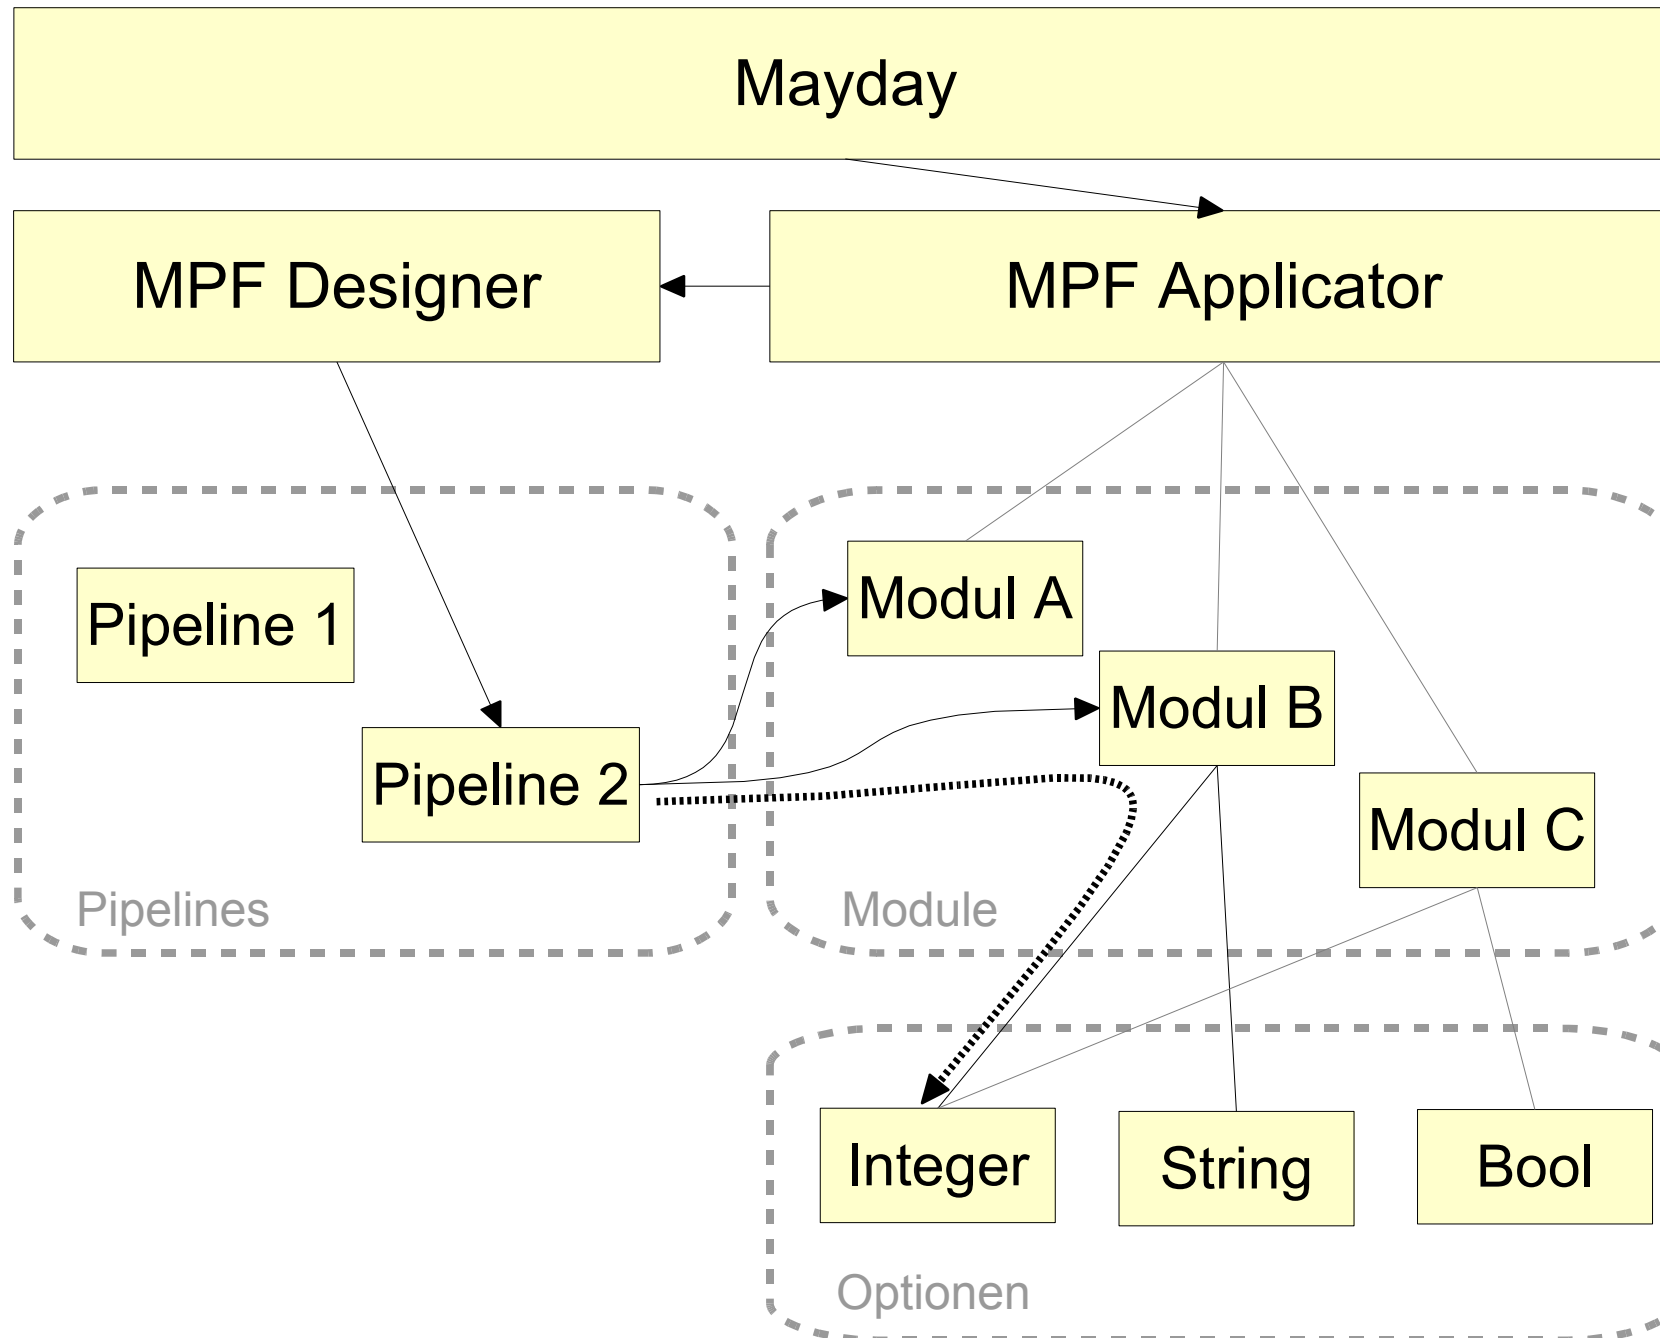 Mayday
MPF Designer
MPF Applicator
Pipeline 1
Pipeline 2
Pipelines
Modul A
Modul B
Modul C
Module
Integer
String
Bool
Optionen